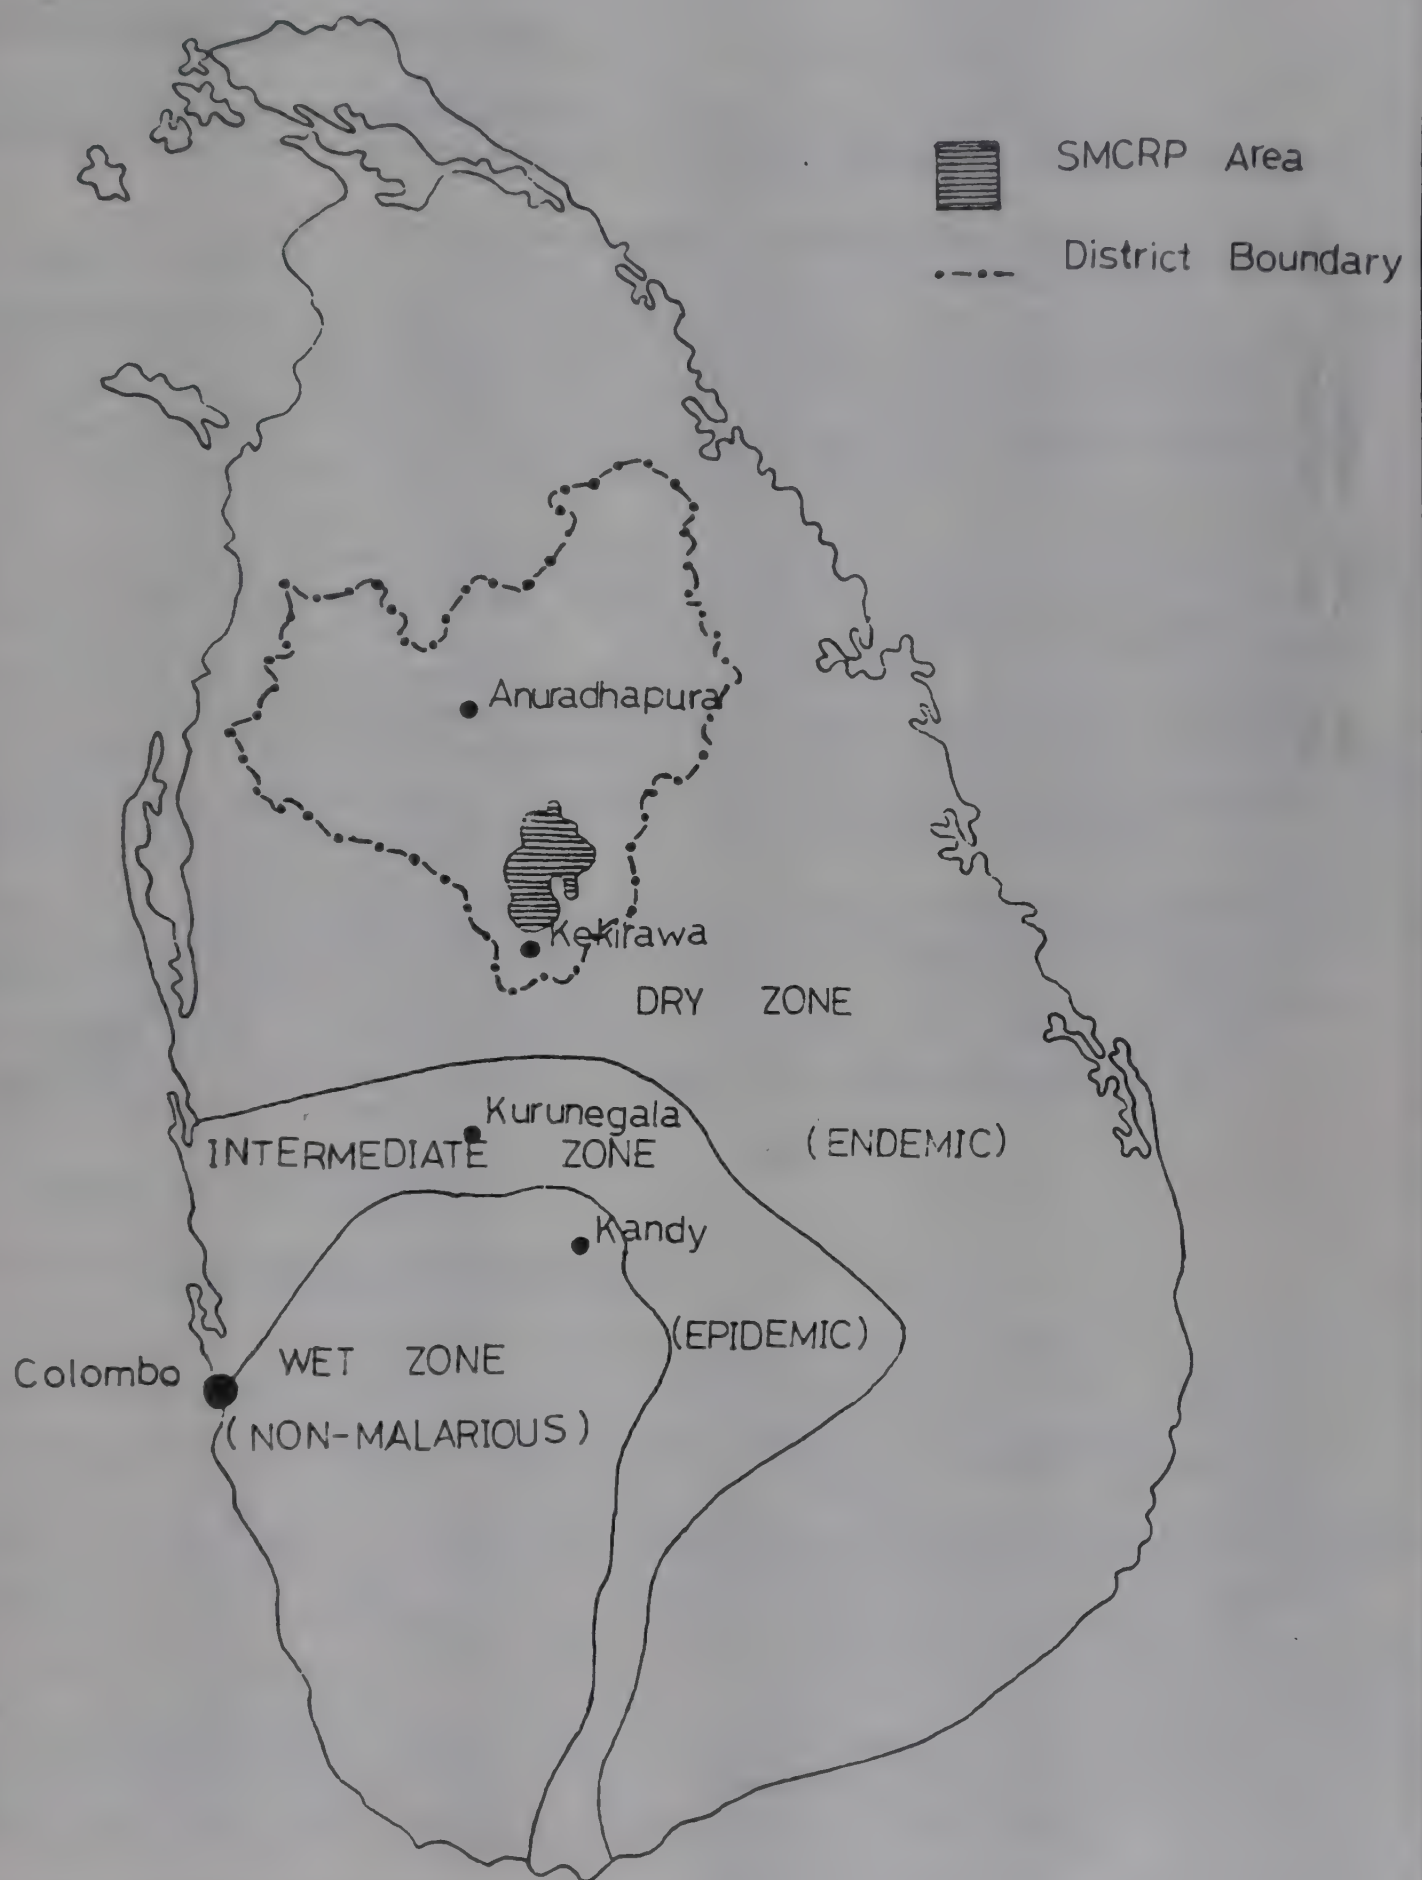 SMCRP Area
District Boundary
Anuradhapura
Kekirawa
DRY ZONE
Kurunegala
INTERMEDIATE ZONE
(ENDEMIC)
Kandy
(EPIDEMIC)
WET ZONE
Colombo
(NON-MALARIOUS)